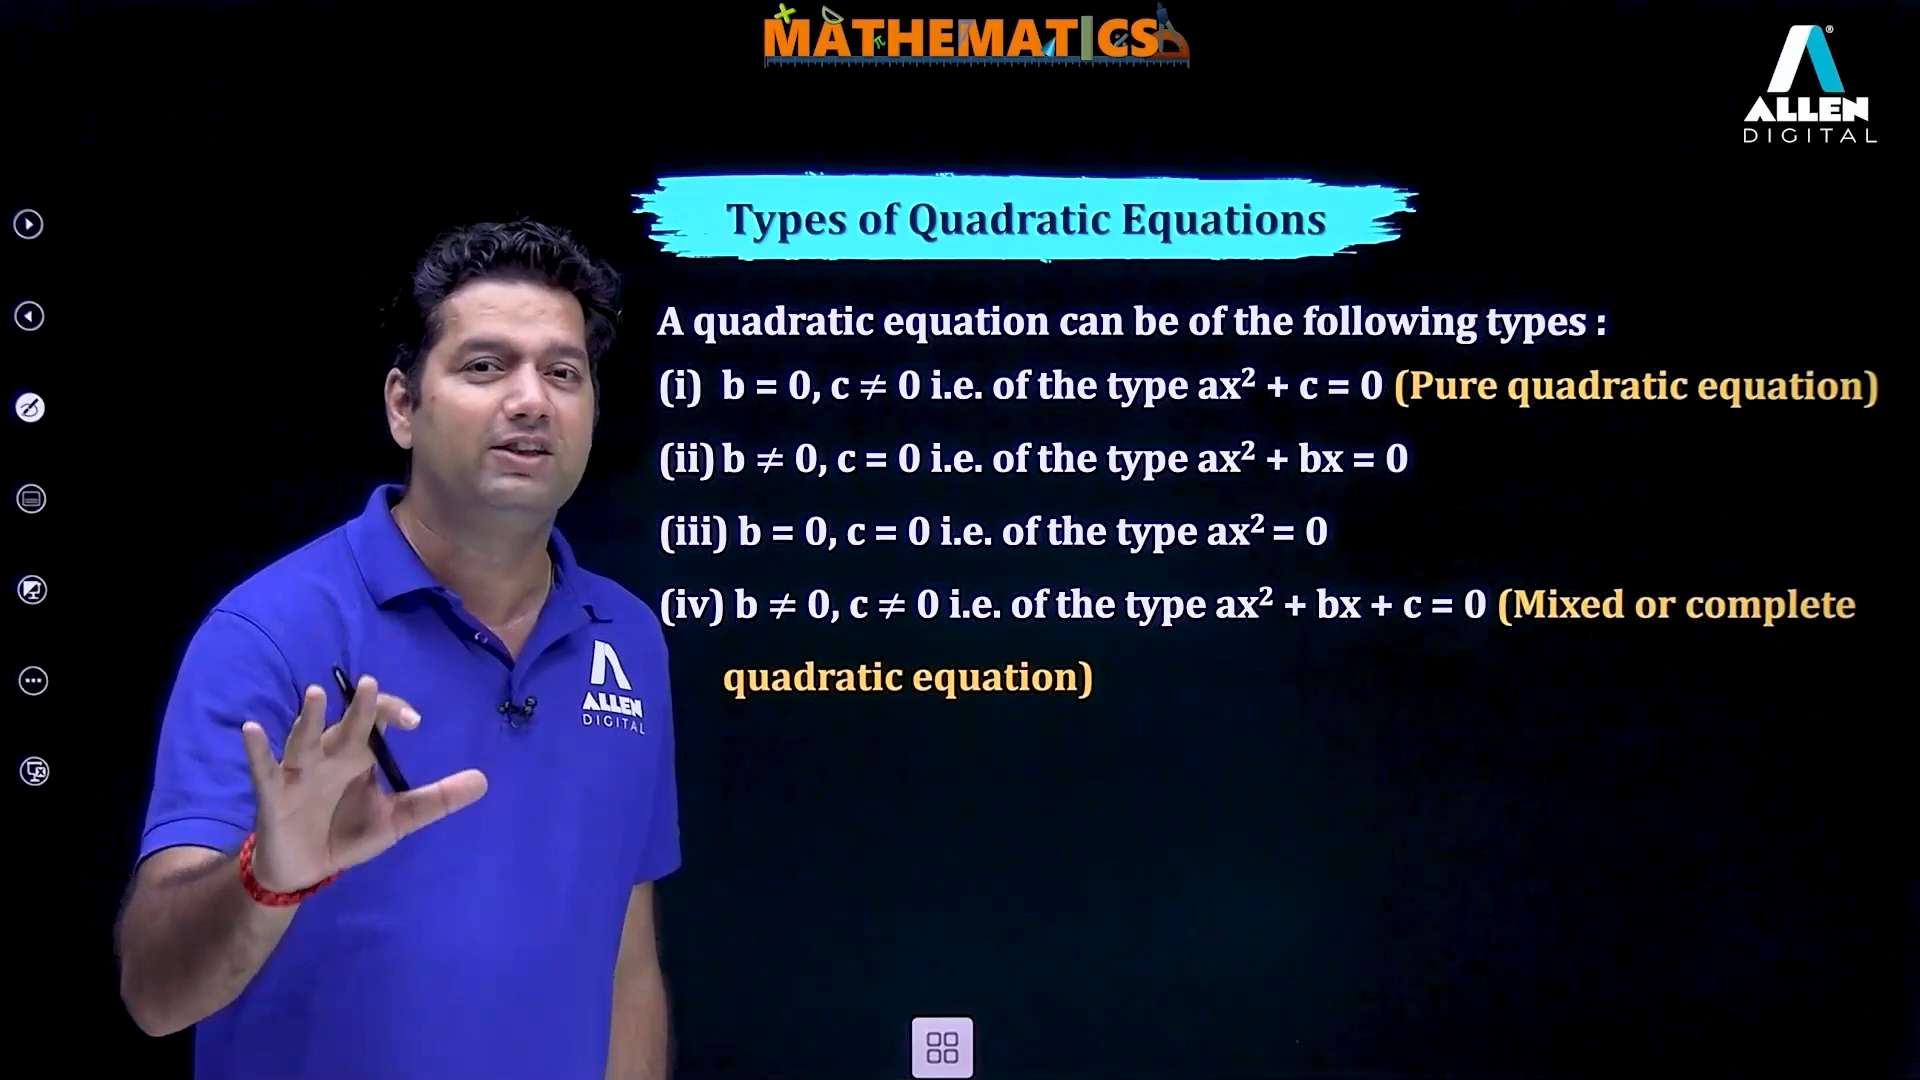 MATHEMATICS
ALLEN
DIGITAL
Types of Quadratic Equations
A quadratic equation can be of the following types :
(i) b = 0, c ≠ 0 i.e. of the type ax² + c = 0 (Pure quadratic equation)
(ii) b ≠ 0, c = 0 i.e. of the type ax² + bx = 0
(iii) b = 0, c = 0 i.e. of the type ax² = 0
(iv) b ≠ 0, c ≠ 0 i.e. of the type ax² + bx + c = 0 (Mixed or complete
quadratic equation)
ALLEN
DIGITAL